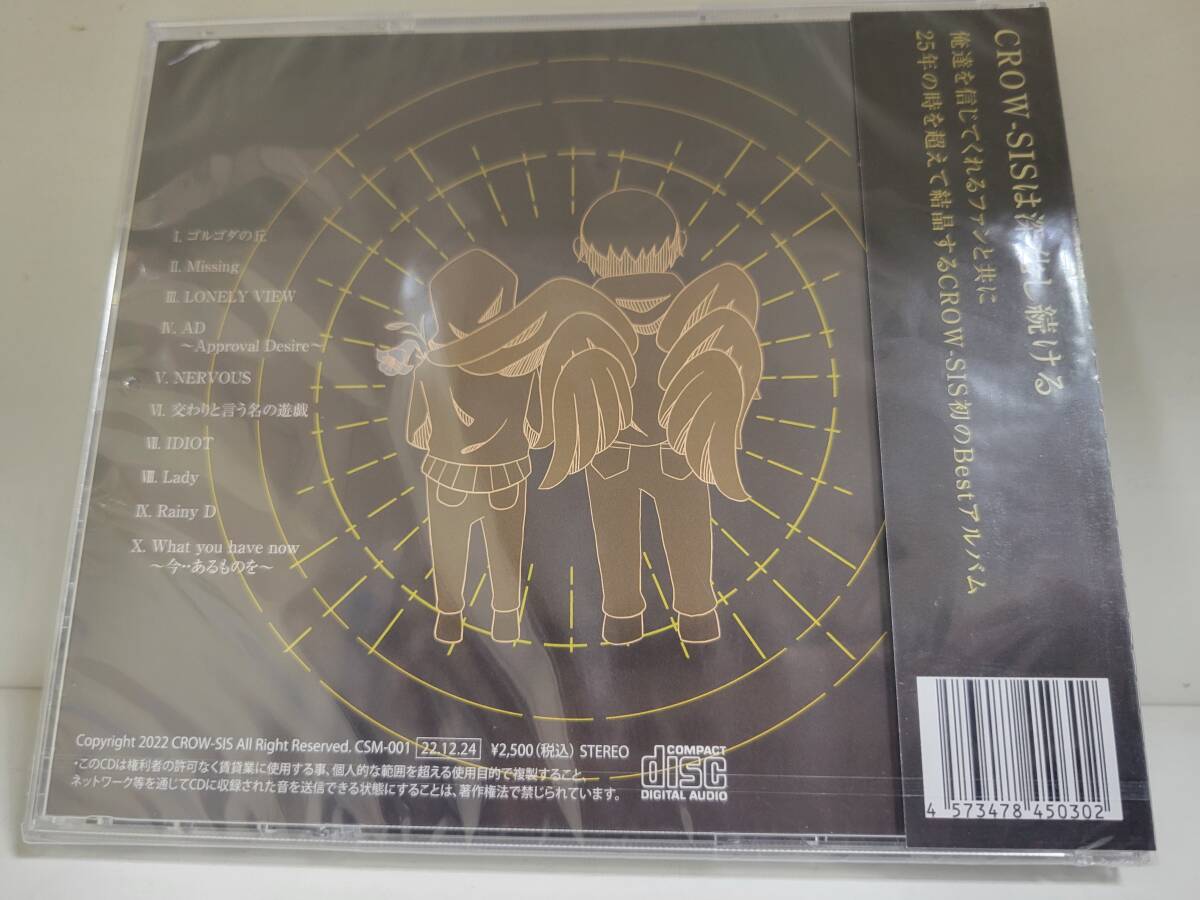 I. ゴルゴダの丘
II. Missing
III. LONELY VIEW
IV. AD
～Approval Desire～
V. NERVOUS
VI. 交わりと言う名の遊戯
VII. IDIOT
VIII. Lady
IX. Rainy D
X. What you have now
～今‥あるものを～
Copyright 2022 CROW-SIS All Right Reserved. CSM-001 22.12.24 ¥2,500（税込） STEREO
・このCDは権利者の許可なく賃貸業に使用する事、個人的な範囲を超える使用目的で複製すること、
ネットワーク等を通じてCDに収録された音を送信できる状態にすることは、著作権法で禁じられています。
COMPACT
disc
DIGITAL AUDIO
CROW-SISは深化し続ける
俺達を信じてくれるファンと共に
25年の時を超えて結晶するCROW-SIS初のBestアルバム
4 573478 450302